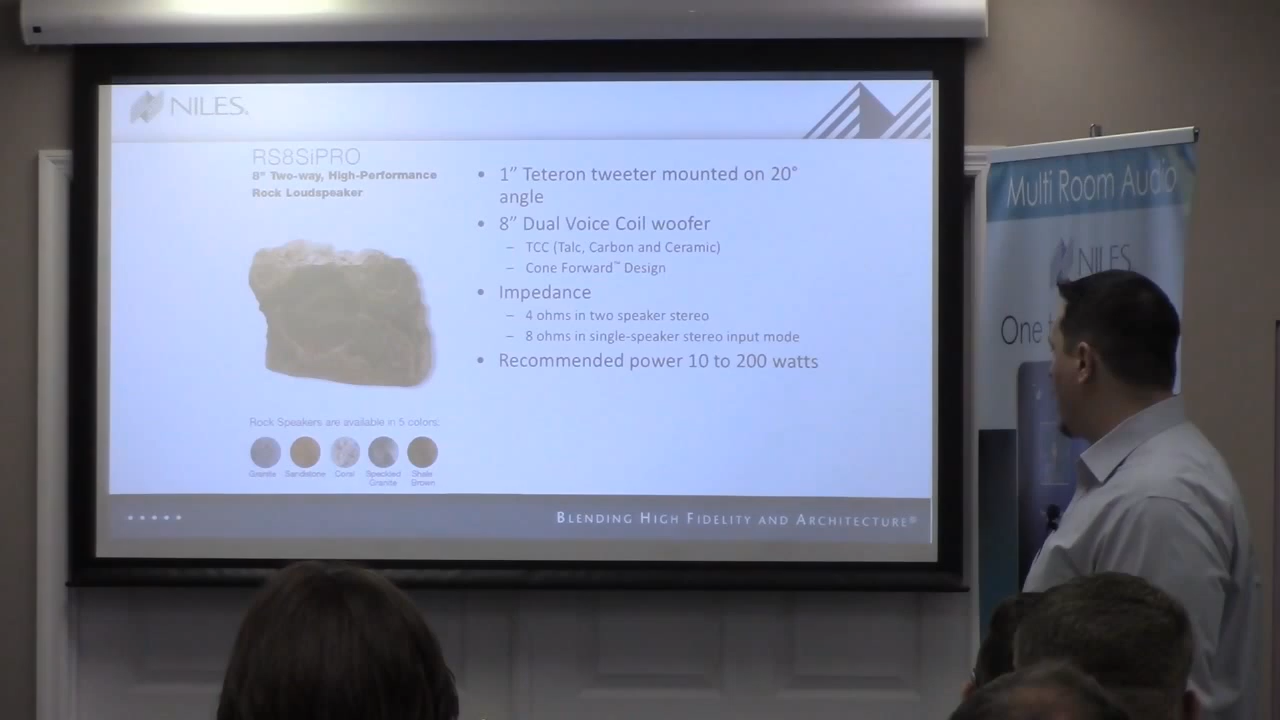 NILES®
RS8SiPRO
8" Two-way, High-Performance
Rock Loudspeaker
• 1” Teteron tweeter mounted on 20°
angle
• 8” Dual Voice Coil woofer
– TCC (Talc, Carbon and Ceramic)
– Cone Forward™ Design
• Impedance
– 4 ohms in two speaker stereo
– 8 ohms in single-speaker stereo input mode
• Recommended power 10 to 200 watts
Rock Speakers are available in 5 colors:
Granite Sandstone Coral Speckled Granite Shale Brown
BLENDING HIGH FIDELITY AND ARCHITECTURE®
Multi Room Audio
NILES
One